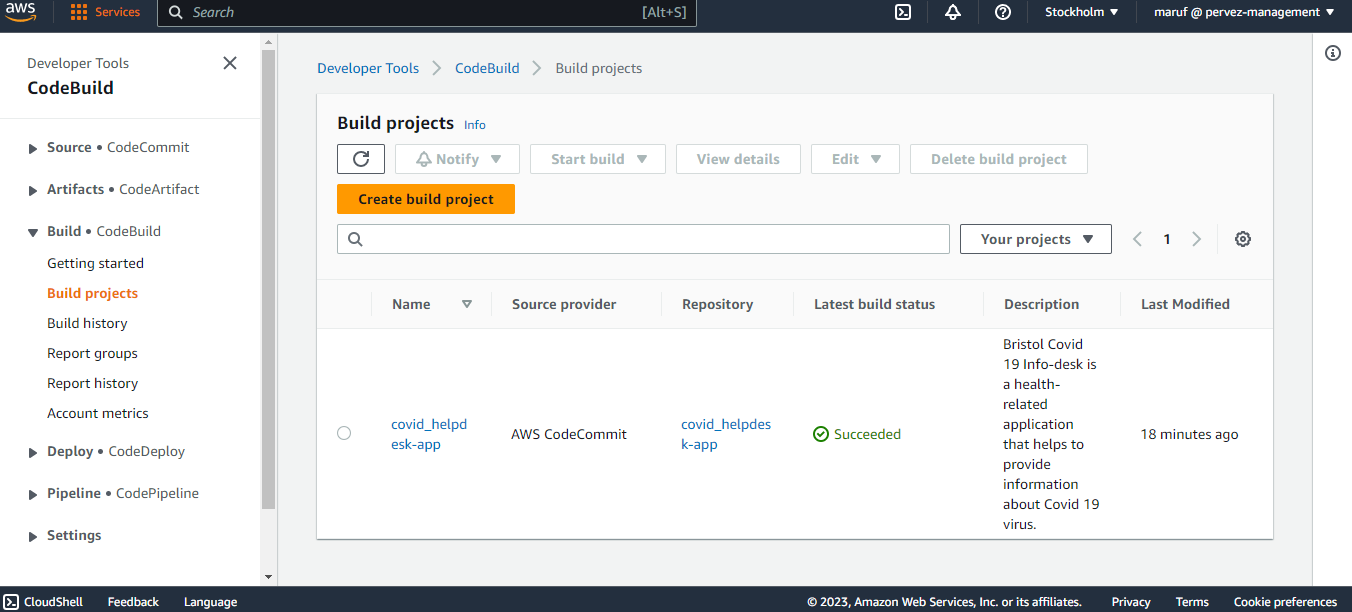 aws
Services
Search
[Alt+S]
Stockholm
maruf @ pervez-management
Developer Tools
CodeBuild
Source • CodeCommit
Artifacts • CodeArtifact
Build • CodeBuild
Getting started
Build projects
Build history
Report groups
Report history
Account metrics
Deploy • CodeDeploy
Pipeline • CodePipeline
Settings
Developer Tools
CodeBuild
Build projects
Build projects Info
Notify
Start build
View details
Edit
Delete build project
Create build project
Your projects
1
Name
Source provider
Repository
Latest build status
Description
Last Modified
covid_helpd
esk-app
AWS CodeCommit
covid_helpdes
k-app
Succeeded
Bristol Covid
19 Info-desk is
a health-
related
application
that helps to
provide
information
about Covid 19
virus.
18 minutes ago
CloudShell
Feedback
Language
© 2023, Amazon Web Services, Inc. or its affiliates.
Privacy
Terms
Cookie preferences